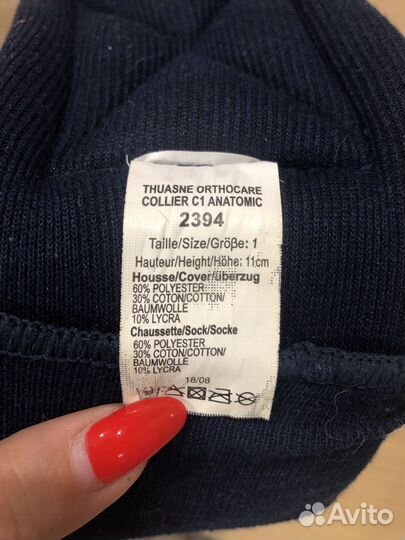 THUASNE ORTHOCARE
COLLIER C1 ANATOMIC
2394
Taille/Size/Größe: 1
Hauteur/Height/Höhe: 11cm
Housse/Cover/überzug
60% POLYESTER
30% COTON/COTTON/
BAUMWOLLE
10% LYCRA
Chaussette/Sock/Socke
60% POLYESTER
30% COTON/COTTON/
BAUMWOLLE
10% LYCRA
18/08
Avito